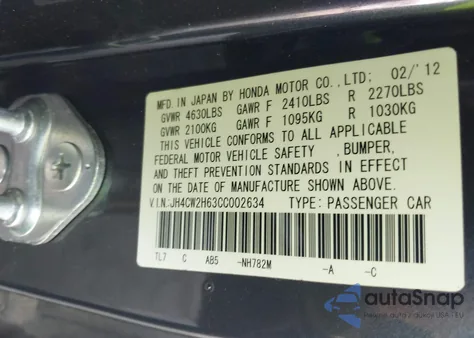 MFD. IN JAPAN BY HONDA MOTOR CO., LTD: 02/'12
GVWR 4630LBS GAWR F 2410LBS R 2270LBS
GVWR 2100KG GAWR F 1095KG R 1030KG
THIS VEHICLE CONFORMS TO ALL APPLICABLE
FEDERAL MOTOR VEHICLE SAFETY , BUMPER,
AND THEFT PREVENTION STANDARDS IN EFFECT
ON THE DATE OF MANUFACTURE SHOWN ABOVE.
V.I.N.:JH4CW2H63CC002634 TYPE: PASSENGER CAR
TL7 C AB5 -NH782M -A -C
autoSnap